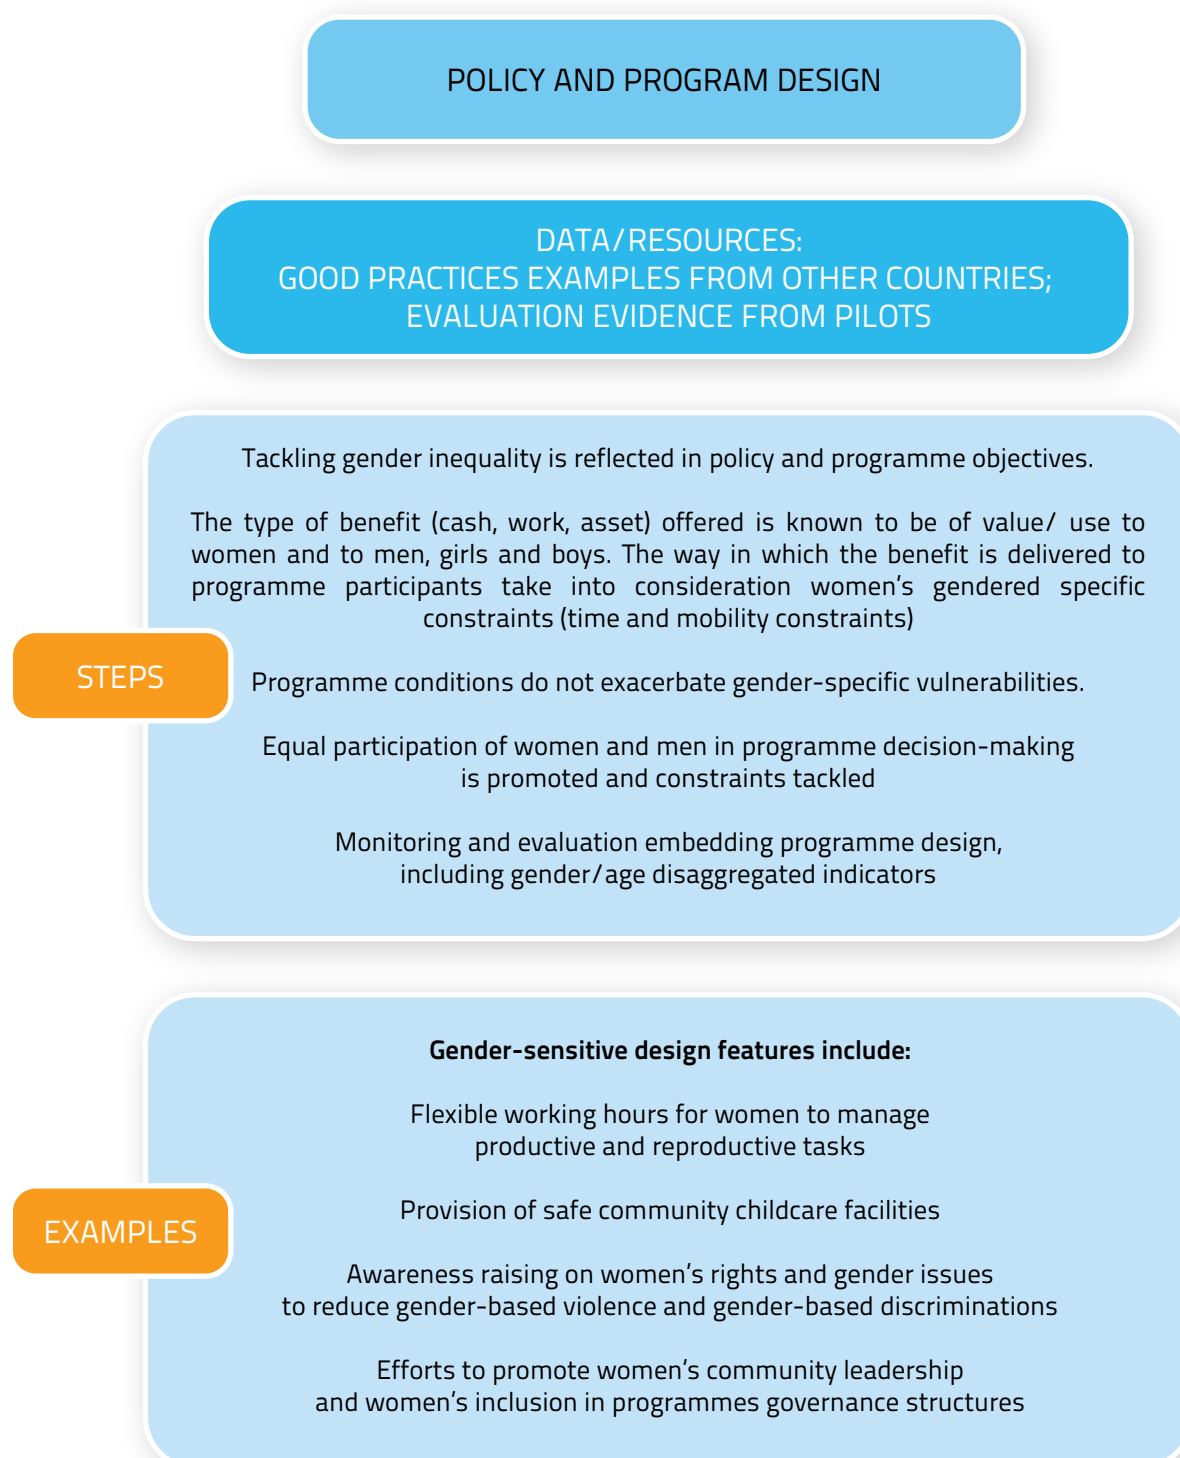 POLICY AND PROGRAM DESIGN
DATA/RESOURCES:
GOOD PRACTICES EXAMPLES FROM OTHER COUNTRIES;
EVALUATION EVIDENCE FROM PILOTS
STEPS
Tackling gender inequality is reflected in policy and programme objectives.
The type of benefit (cash, work, asset) offered is known to be of value/ use to
women and to men, girls and boys. The way in which the benefit is delivered to
programme participants take into consideration women's gendered specific
constraints (time and mobility constraints)
Programme conditions do not exacerbate gender-specific vulnerabilities.
Equal participation of women and men in programme decision-making
is promoted and constraints tackled
Monitoring and evaluation embedding programme design,
including gender/age disaggregated indicators
EXAMPLES
Gender-sensitive design features include:
Flexible working hours for women to manage
productive and reproductive tasks
Provision of safe community childcare facilities
Awareness raising on women's rights and gender issues
to reduce gender-based violence and gender-based discriminations
Efforts to promote women's community leadership
and women's inclusion in programmes governance structures